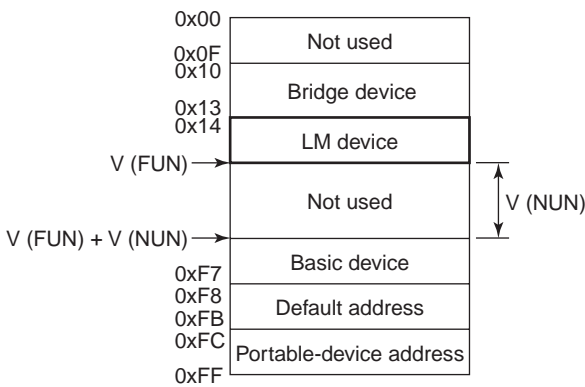 0x00
Not used
0x0F
0x10
Bridge device
0x13
0x14
LM device
V (FUN)
Not used
V (NUN)
V (FUN) + V (NUN)
Basic device
0xF7
0xF8
Default address
0xFB
0xFC
Portable-device address
0xFF